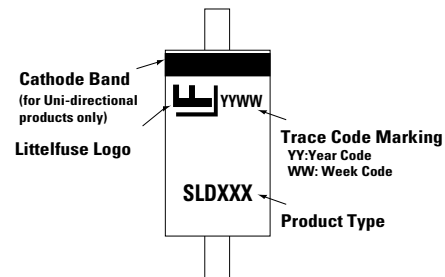 Cathode Band
(for Uni-directional
products only)
Littelfuse Logo
YYWW
Trace Code Marking
YY:Year Code
WW: Week Code
SLDXXX
Product Type